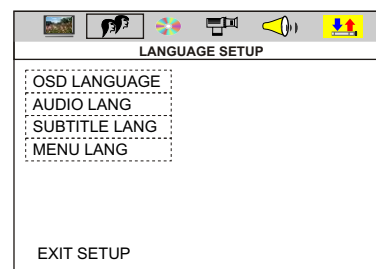 LANGUAGE SETUP
OSD LANGUAGE
AUDIO LANG
SUBTITLE LANG
MENU LANG
EXIT SETUP